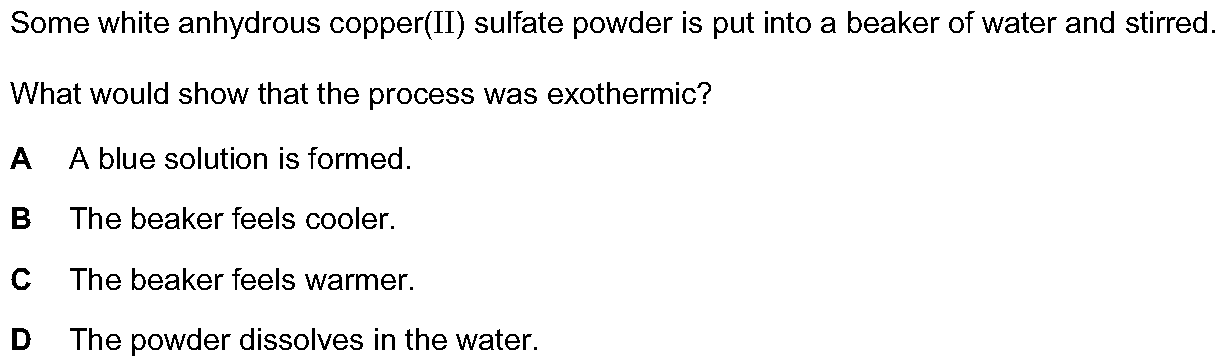 Some white anhydrous copper(II) sulfate powder is put into a beaker of water and stirred.
What would show that the process was exothermic?
A A blue solution is formed.
B The beaker feels cooler.
C The beaker feels warmer.
D The powder dissolves in the water.